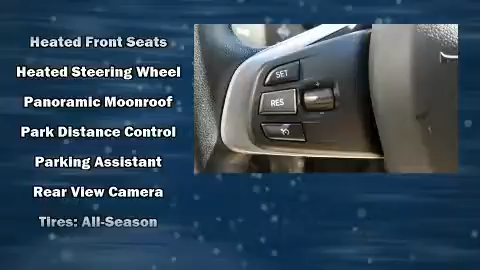 Heated Front Seats
Heated Steering Wheel
Panoramic Moonroof
Park Distance Control
Parking Assistant
Rear View Camera
Tires: All-Season
SET
RES